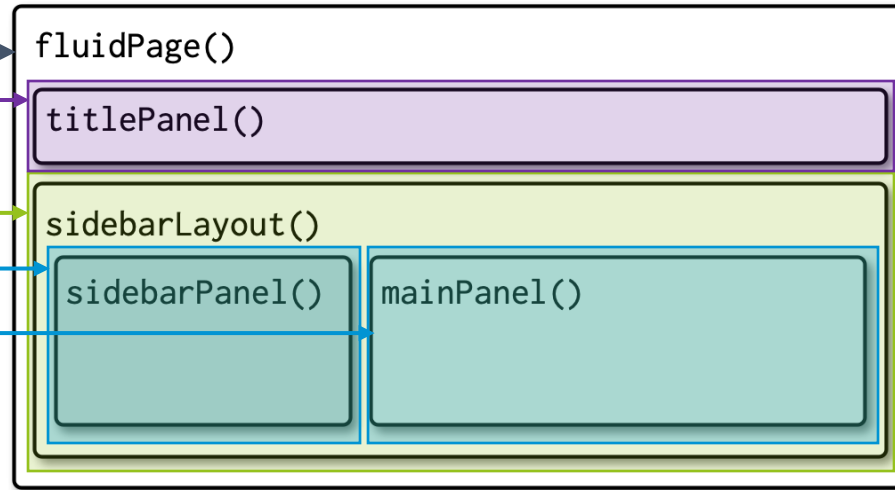 fluidPage()
titlePanel()
sidebarLayout()
sidebarPanel()
mainPanel()